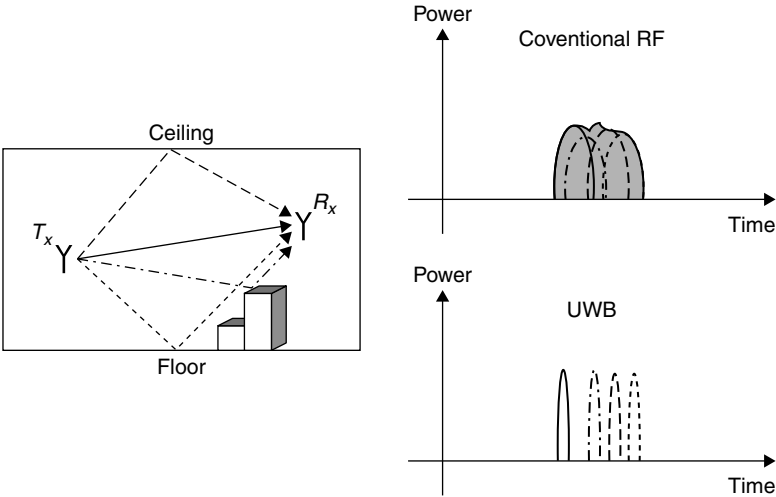 Ceiling
Tx
Rx
Floor
Power
Coventional RF
Time
Power
UWB
Time